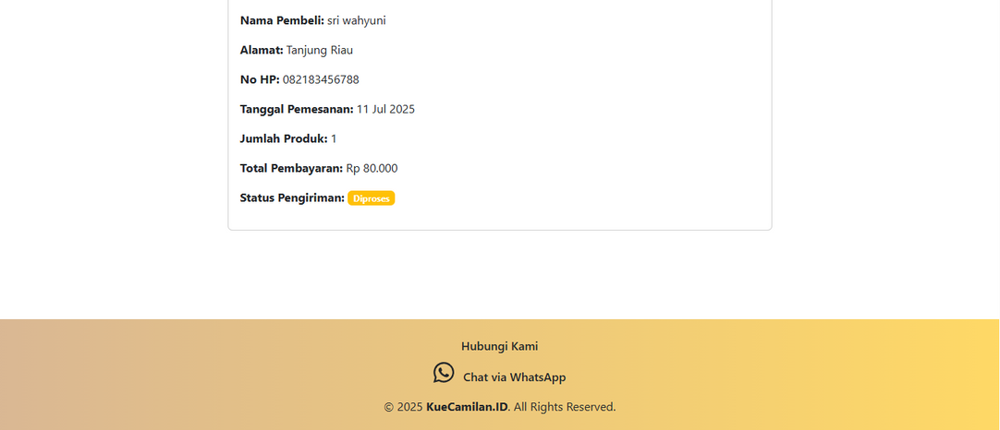 Nama Pembeli: sri wahyuni
Alamat: Tanjung Riau
No HP: 082183456788
Tanggal Pemesanan: 11 Jul 2025
Jumlah Produk: 1
Total Pembayaran: Rp 80.000
Status Pengiriman: Diproses
Hubungi Kami
Chat via WhatsApp
© 2025 KueCamilan.ID. All Rights Reserved.